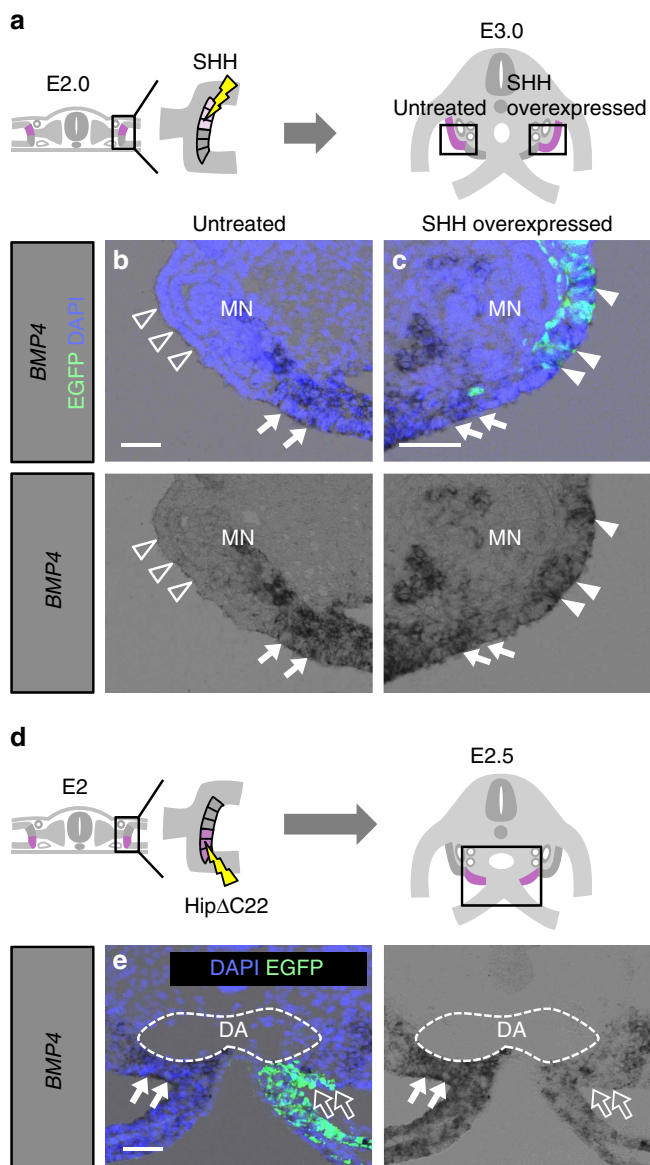 a
E3.0
E2.0
SHH
Untreated
SHH
overexpressed
Untreated
SHH overexpressed
BMP4
EGFP DAPI
b
MN
c
MN
BMP4
MN
MN
d
E2
E2.5
HipΔC22
BMP4
e
DAPI EGFP
DA
DA